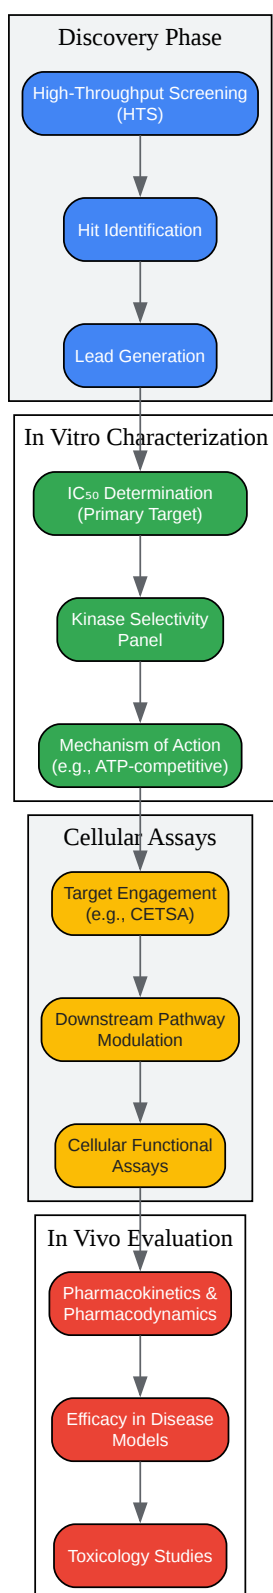 Discovery Phase
High-Throughput Screening
(HTS)
Hit Identification
Lead Generation
In Vitro Characterization
IC₅₀ Determination
(Primary Target)
Kinase Selectivity
Panel
Mechanism of Action
(e.g., ATP-competitive)
Cellular Assays
Target Engagement
(e.g., CETSA)
Downstream Pathway
Modulation
Cellular Functional
Assays
In Vivo Evaluation
Pharmacokinetics &
Pharmacodynamics
Efficacy in Disease
Models
Toxicology Studies